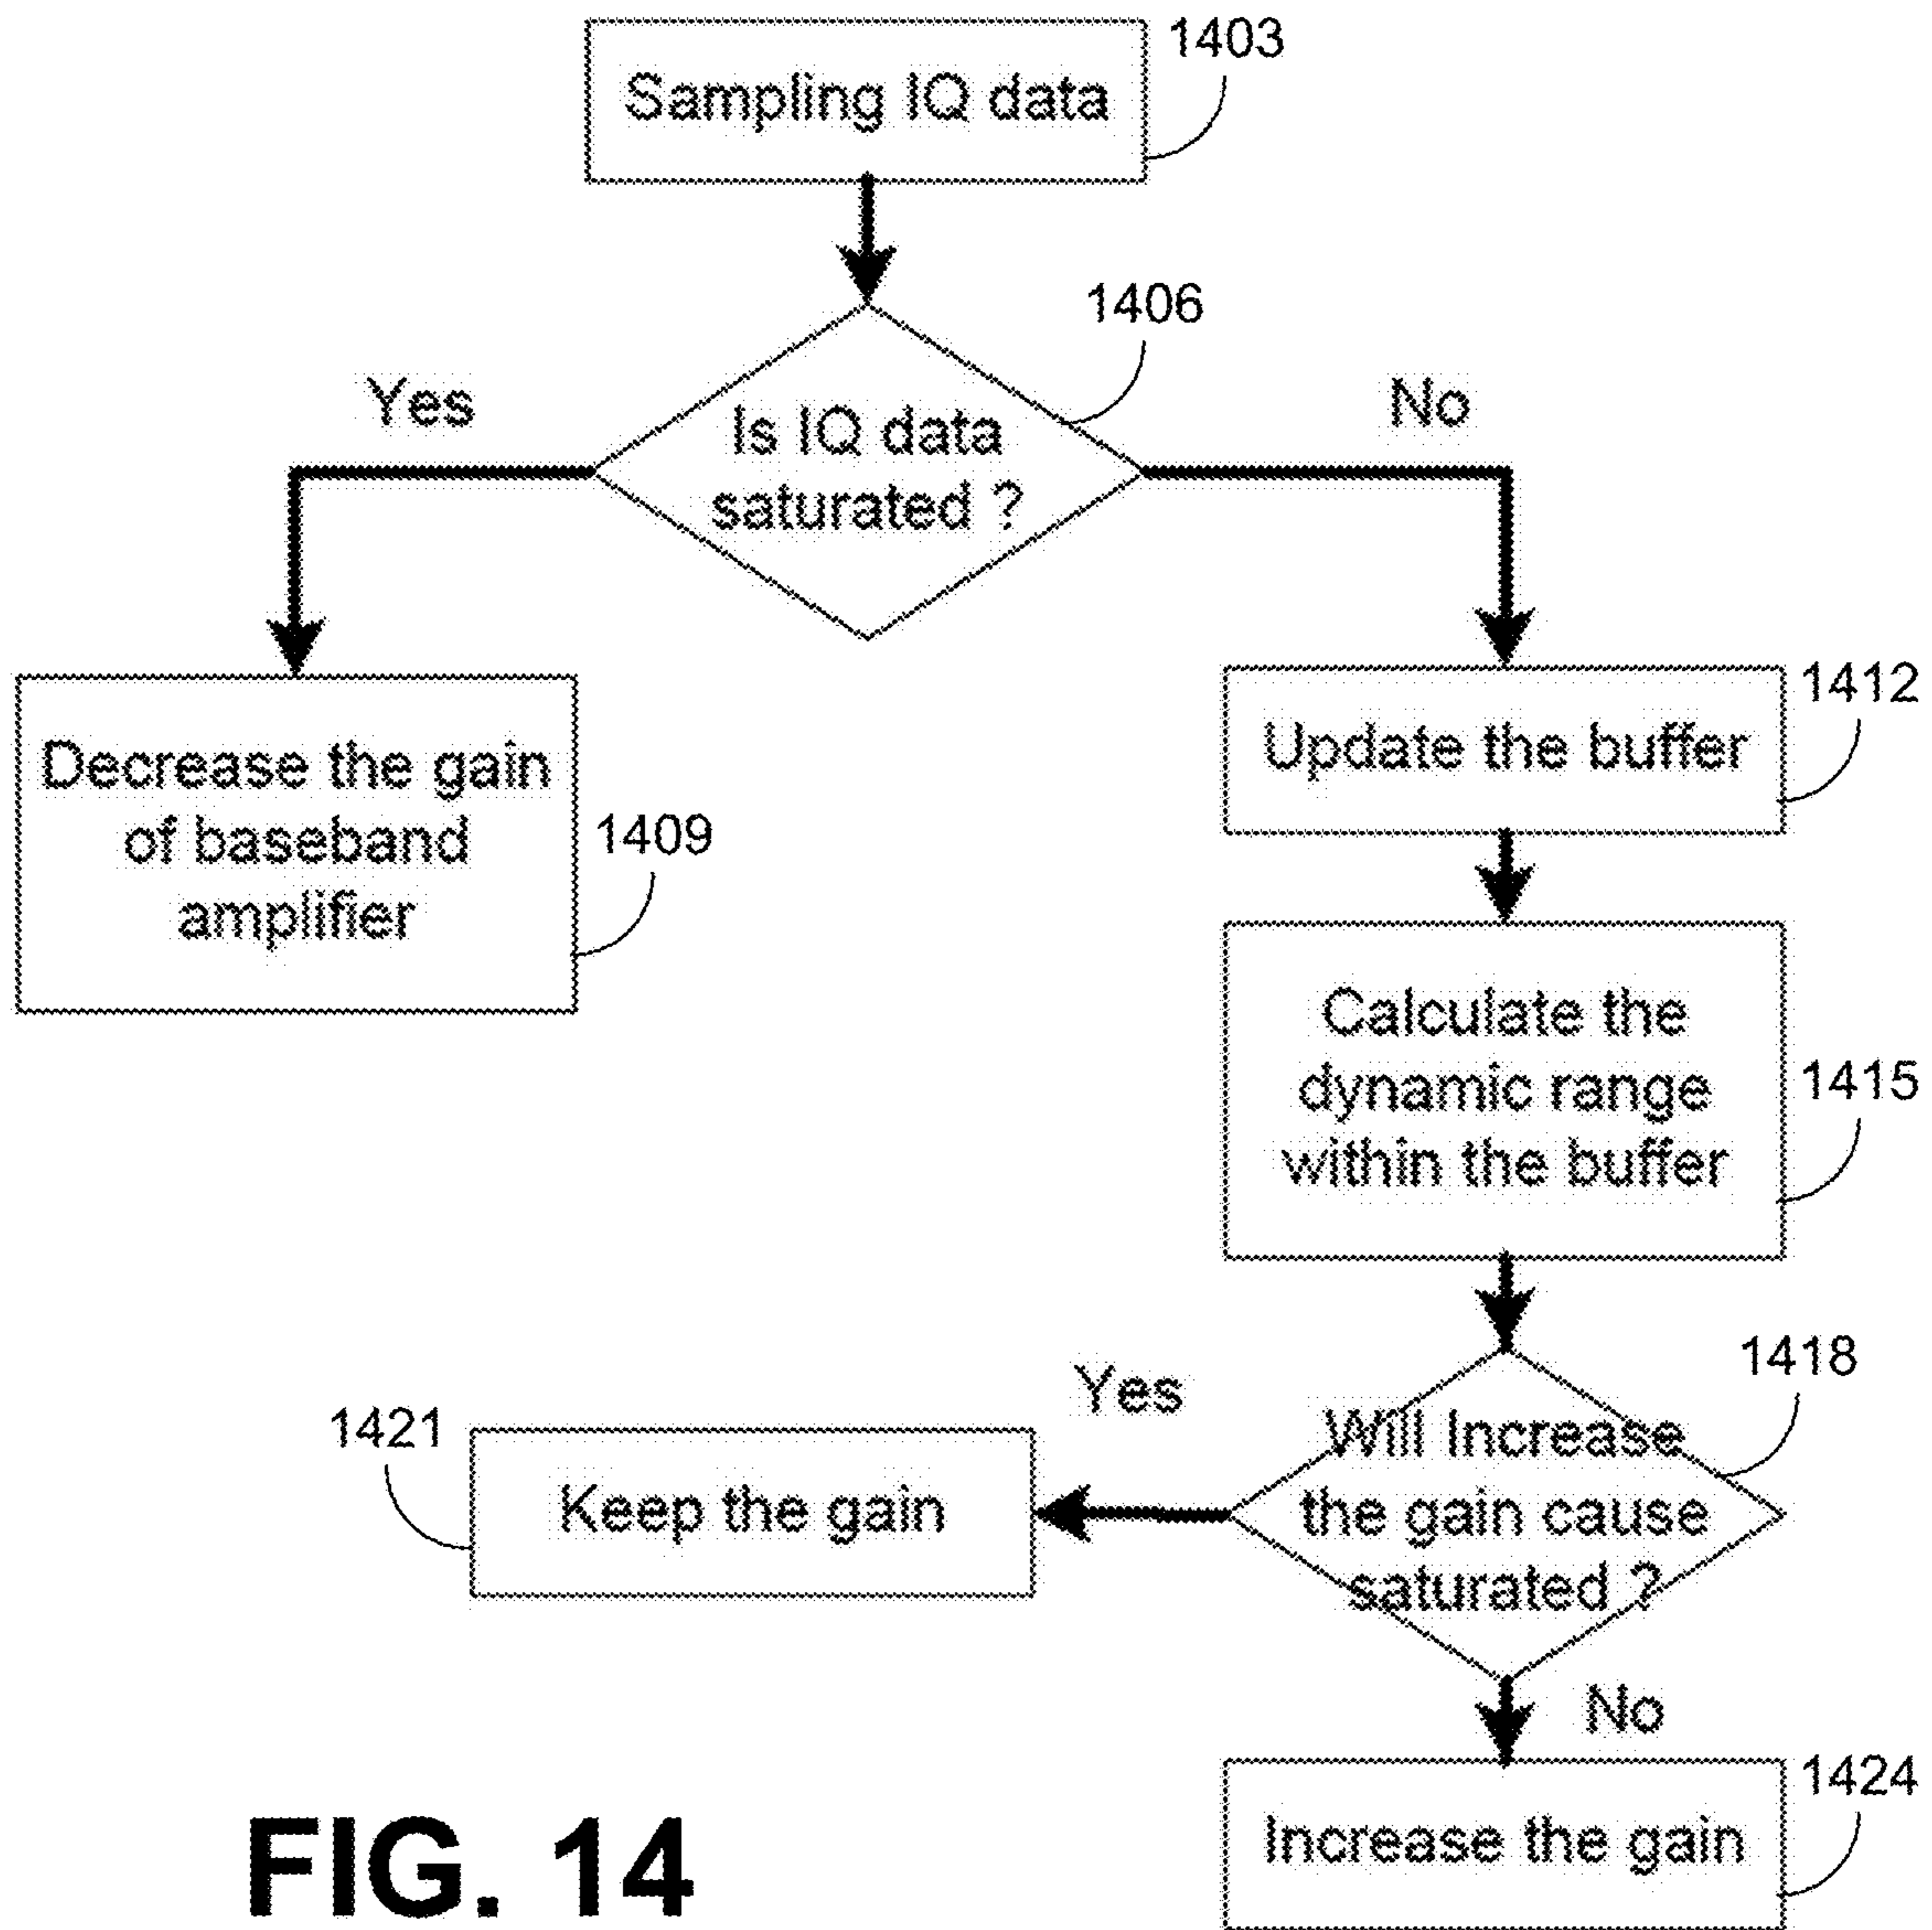 1403
Sampling IQ data
1406
Yes
No
Is IQ data
saturated ?
1412
Update the buffer
Decrease the gain
of baseband
amplifier
1409
Calculate the
dynamic range
within the buffer
1415
1418
Yes
Will Increase
the gain cause
saturated ?
1421
Keep the gain
No
1424
Increase the gain
FIG. 14